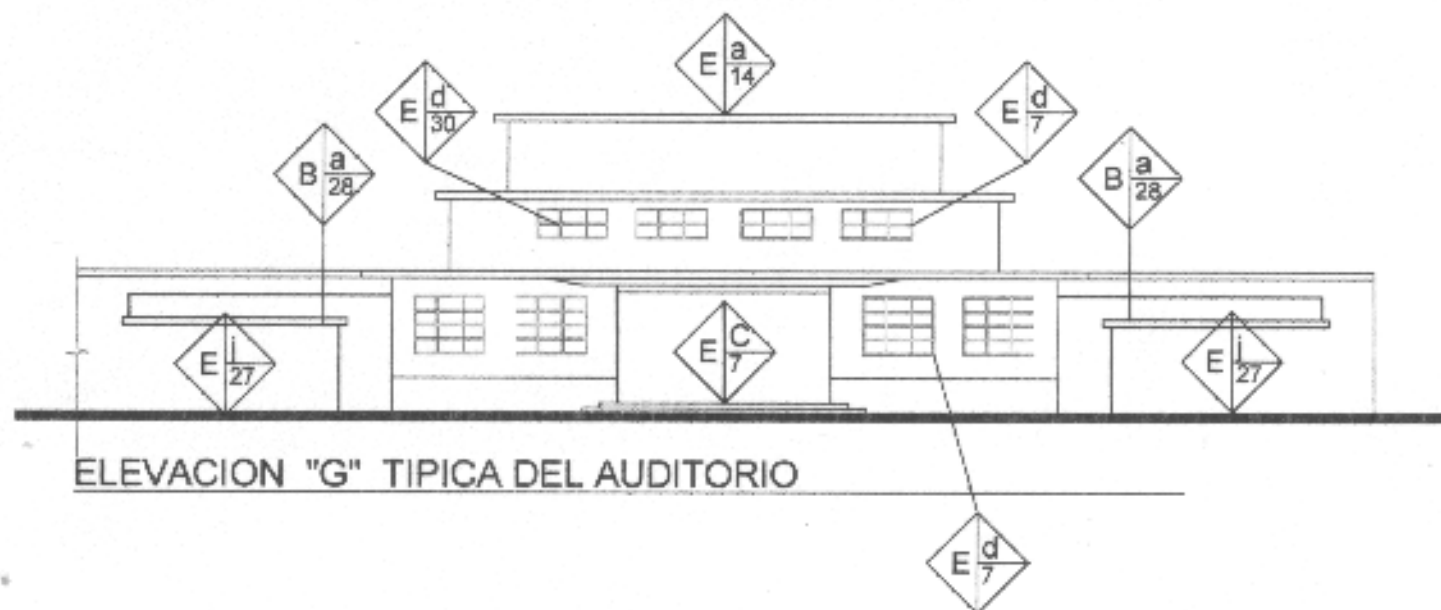 E a 14
E d 30
E d 7
B a 28
B a 28
E i 27
E C 7
E i 27
ELEVACION "G" TIPICA DEL AUDITORIO
E d 7